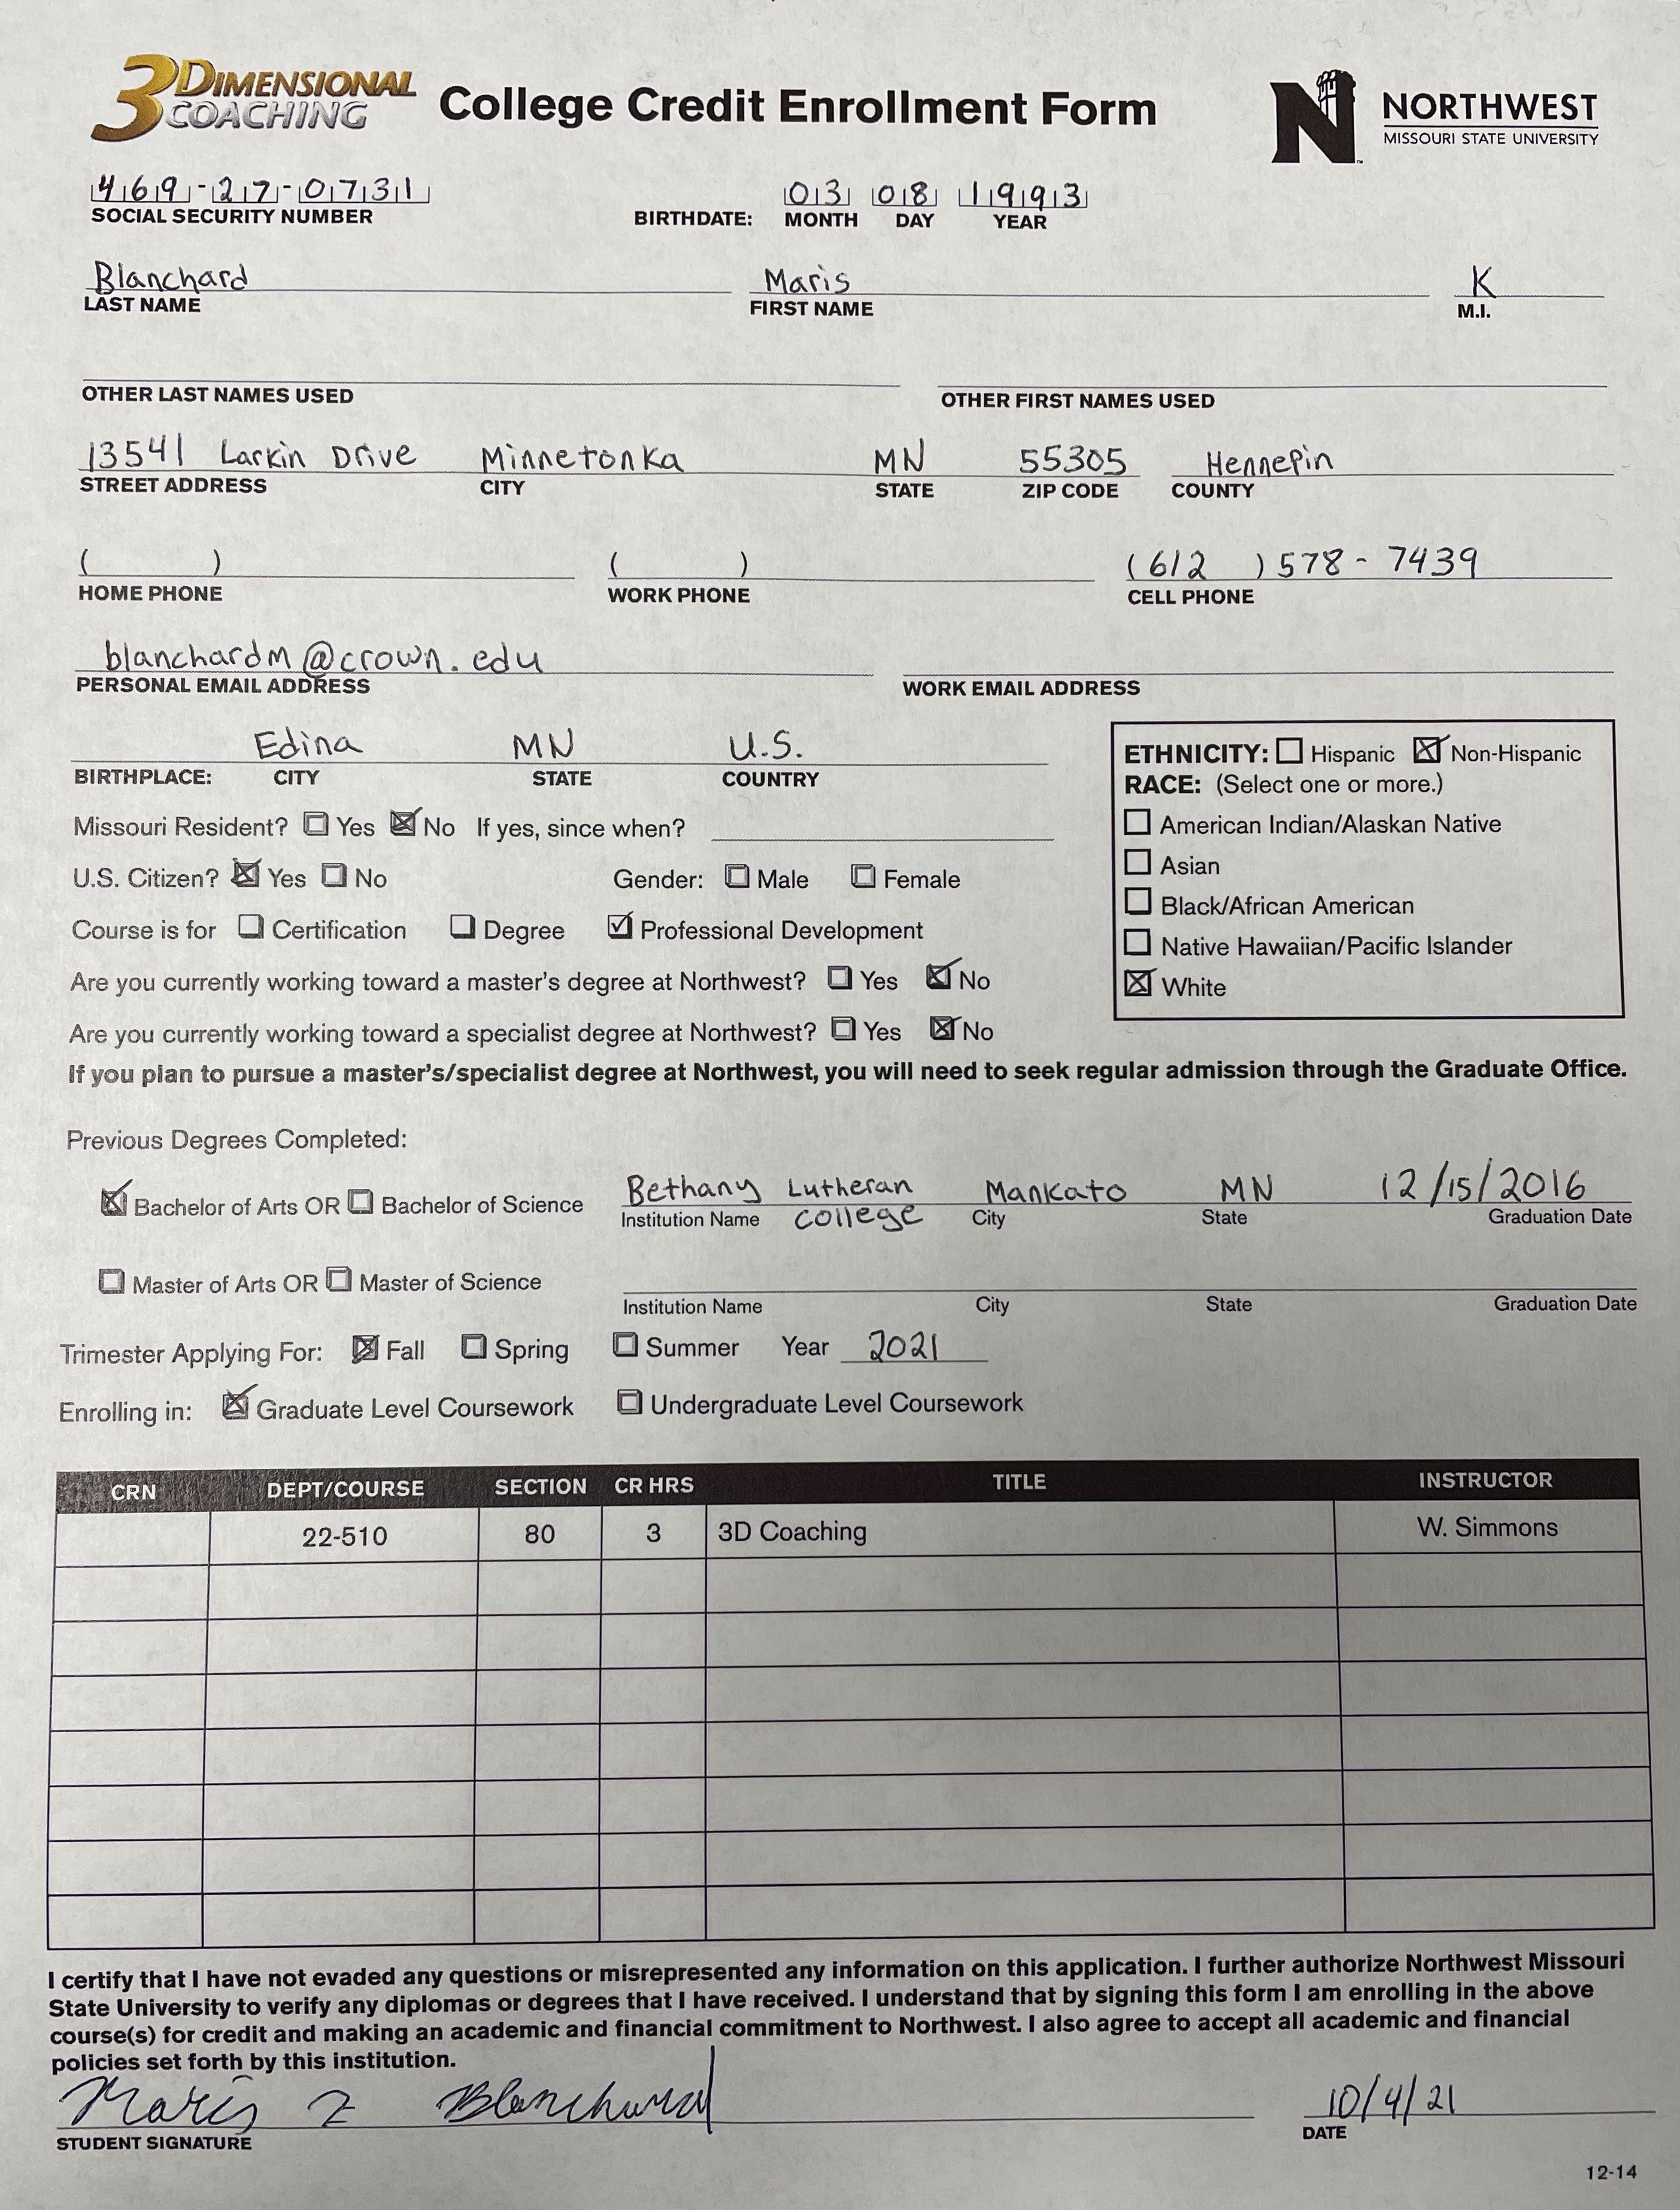 3 DIMENSIONAL COACHING College Credit Enrollment Form N NORTHWEST
MISSOURI STATE UNIVERSITY
469-27-0731 03 08 1993
SOCIAL SECURITY NUMBER BIRTHDATE: MONTH DAY YEAR
Blanchard Maris K
LAST NAME FIRST NAME M.I.
OTHER LAST NAMES USED OTHER FIRST NAMES USED
13541 Larkin Drive Minnetonka MN 55305 Hennepin
STREET ADDRESS CITY STATE ZIP CODE COUNTY
( ) ( ) (612 ) 578-7439
HOME PHONE WORK PHONE CELL PHONE
blanchardm@crown.edu
PERSONAL EMAIL ADDRESS WORK EMAIL ADDRESS
Edina MN U.S.
BIRTHPLACE: CITY STATE COUNTRY
ETHNICITY: ☐ Hispanic ☒ Non-Hispanic
RACE: (Select one or more.)
☐ American Indian/Alaskan Native
☐ Asian
☐ Black/African American
☐ Native Hawaiian/Pacific Islander
☒ White
Missouri Resident? ☐ Yes ☒ No If yes, since when?
U.S. Citizen? ☒ Yes ☐ No Gender: ☐ Male ☐ Female
Course is for ☐ Certification ☐ Degree ☑ Professional Development
Are you currently working toward a master's degree at Northwest? ☐ Yes ☒ No
Are you currently working toward a specialist degree at Northwest? ☐ Yes ☒ No
If you plan to pursue a master's/specialist degree at Northwest, you will need to seek regular admission through the Graduate Office.
Previous Degrees Completed:
☒ Bachelor of Arts OR ☐ Bachelor of Science Bethany Lutheran College Mankato MN 12/15/2016
Institution Name City State Graduation Date
☐ Master of Arts OR ☐ Master of Science
Institution Name City State Graduation Date
Trimester Applying For: ☒ Fall ☐ Spring ☐ Summer Year 2021
Enrolling in: ☒ Graduate Level Coursework ☐ Undergraduate Level Coursework
CRN DEPT/COURSE SECTION CR HRS TITLE INSTRUCTOR
22-510 80 3 3D Coaching W. Simmons
I certify that I have not evaded any questions or misrepresented any information on this application. I further authorize Northwest Missouri
State University to verify any diplomas or degrees that I have received. I understand that by signing this form I am enrolling in the above
course(s) for credit and making an academic and financial commitment to Northwest. I also agree to accept all academic and financial
policies set forth by this institution.
Maris Blanchard 10/4/21
STUDENT SIGNATURE DATE
12-14